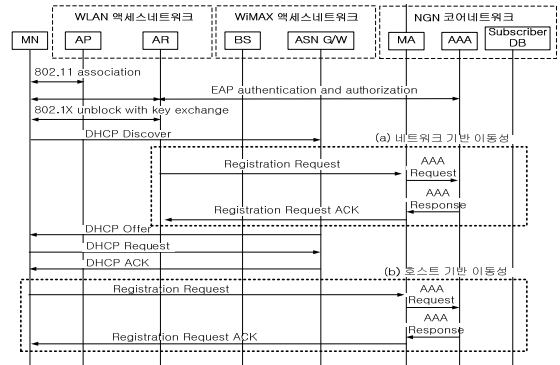 WLAN 액세스네트워크
WiMAX 액세스네트워크
NGN 코어네트워크
MN
AP
AR
BS
ASN G/W
MA
AAA
Subscriber
DB
802.11 association
EAP authentication and authorization
802.1X unblock with key exchange
DHCP Discover
(a) 네트워크 기반 이동성
Registration Request
AAA
Request
AAA
Response
Registration Request ACK
DHCP Offer
DHCP Request
DHCP ACK
(b) 호스트 기반 이동성
Registration Request
AAA
Request
AAA
Response
Registration Request ACK